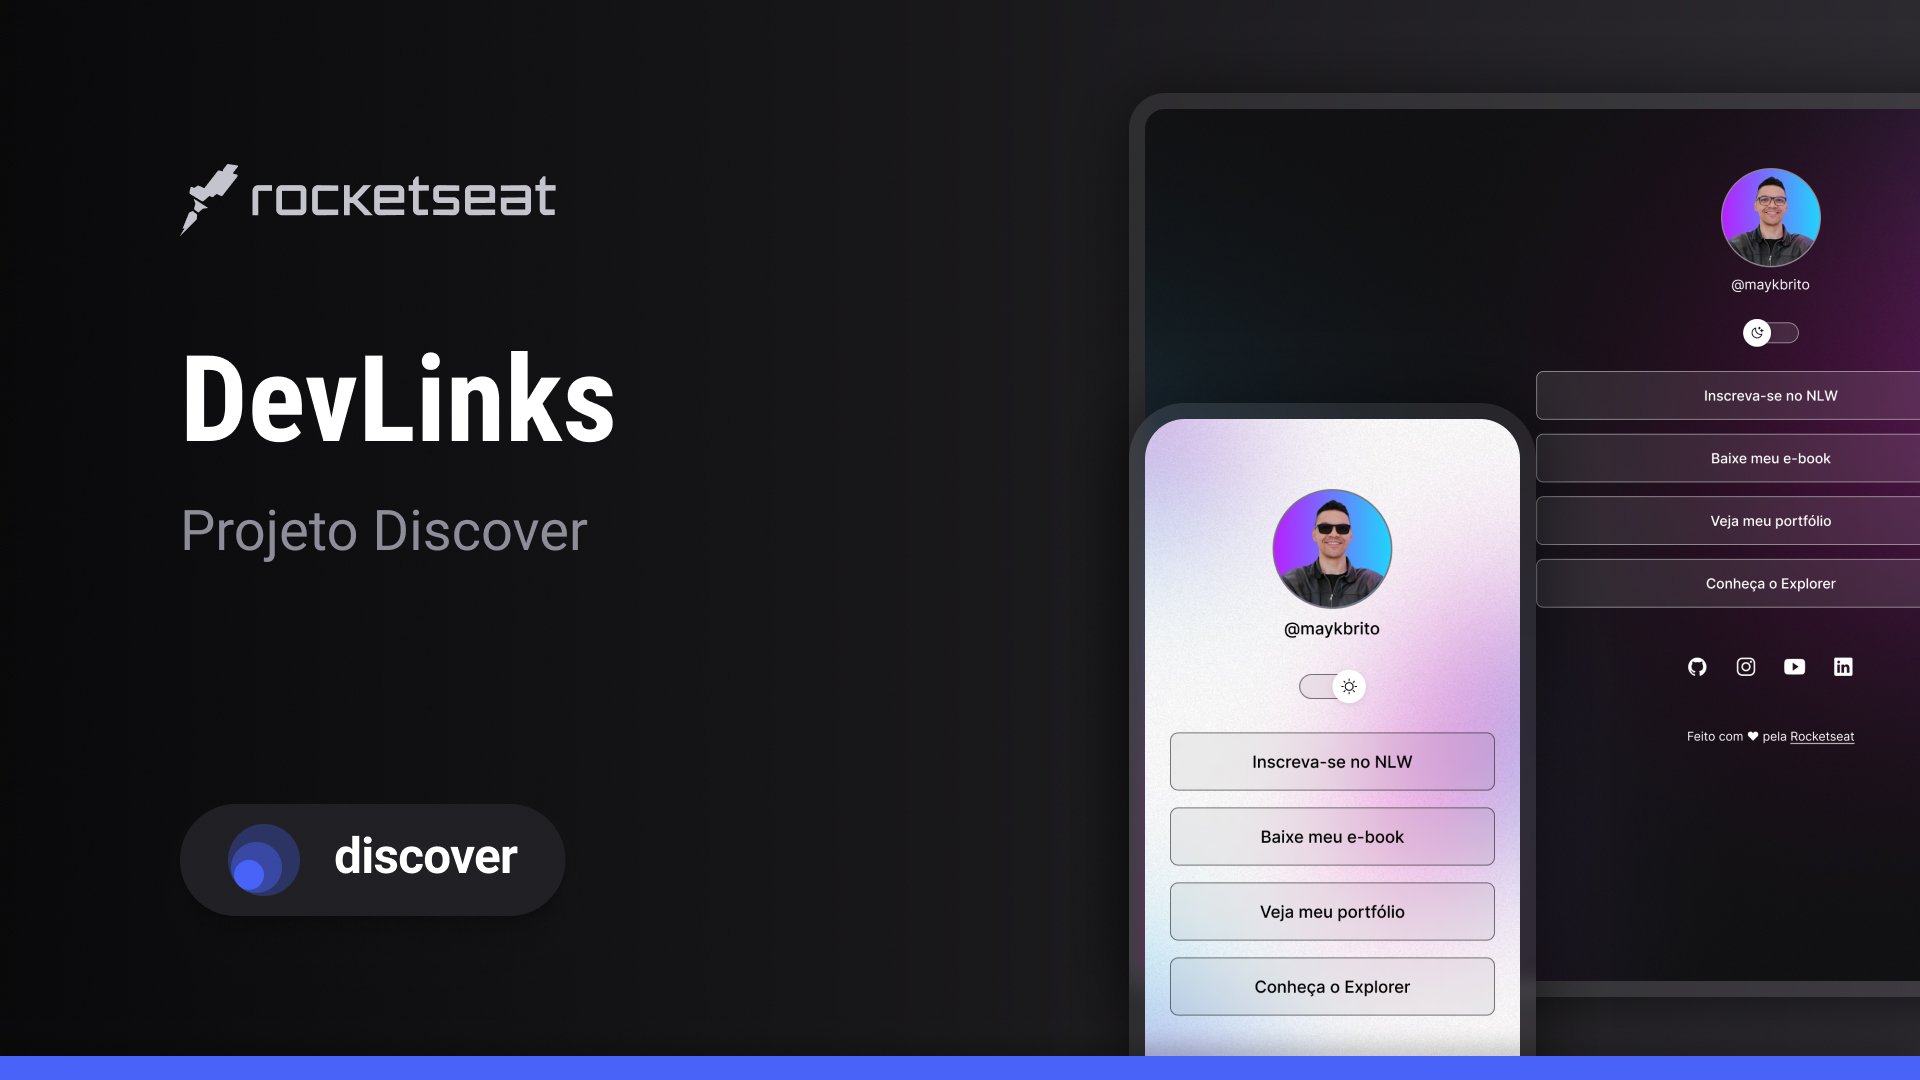 rocketseat
DevLinks
Projeto Discover
discover
@maykbrito
Inscreva-se no NLW
Baixe meu e-book
Veja meu portfólio
Conheça o Explorer
@maykbrito
Inscreva-se no NLW
Baixe meu e-book
Veja meu portfólio
Conheça o Explorer
in
Feito com ♥ pela Rocketseat